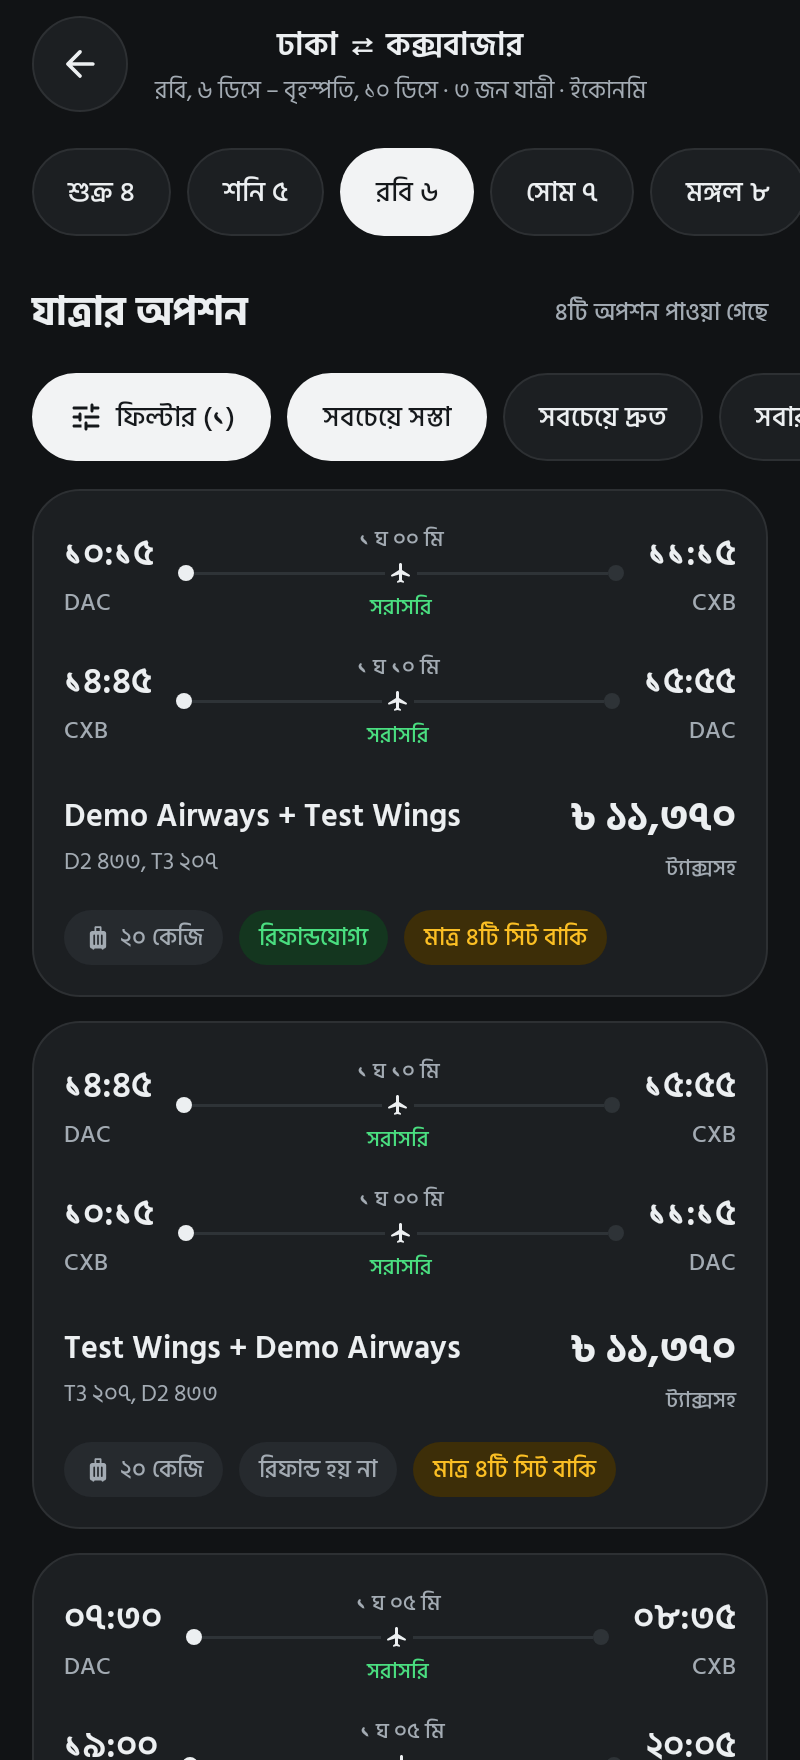 ঢাকা ⇄ কক্সবাজার
রবি, ৬ ডিসে – বৃহস্পতি, ১০ ডিসে · ৩ জন যাত্রী · ইকোনমি
শুক্র ৪ শনি ৫ রবি ৬ সোম ৭ মঙ্গল ৮
যাত্রার অপশন ৪টি অপশন পাওয়া গেছে
ফিল্টার (১) সবচেয়ে সস্তা সবচেয়ে দ্রুত
১ ঘ ০০ মি
১০:১৫ ১১:১৫
DAC সরাসরি CXB
১ ঘ ১০ মি
১৪:৪৫ ১৫:৫৫
CXB সরাসরি DAC
Demo Airways + Test Wings ৳ ১১,৩৭০
D2 ৪৩৩, T3 ২০৭ ট্যাক্সসহ
২০ কেজি রিফান্ডযোগ্য মাত্র ৪টি সিট বাকি
১ ঘ ১০ মি
১৪:৪৫ ১৫:৫৫
DAC সরাসরি CXB
১ ঘ ০০ মি
১০:১৫ ১১:১৫
CXB সরাসরি DAC
Test Wings + Demo Airways ৳ ১১,৩৭০
T3 ২০৭, D2 ৪৩৩ ট্যাক্সসহ
২০ কেজি রিফান্ড হয় না মাত্র ৪টি সিট বাকি
১ ঘ ০৫ মি
০৭:৩০ ০৮:৩৫
DAC সরাসরি CXB
১ ঘ ০৫ মি
১৯:০০ ২০:০৫